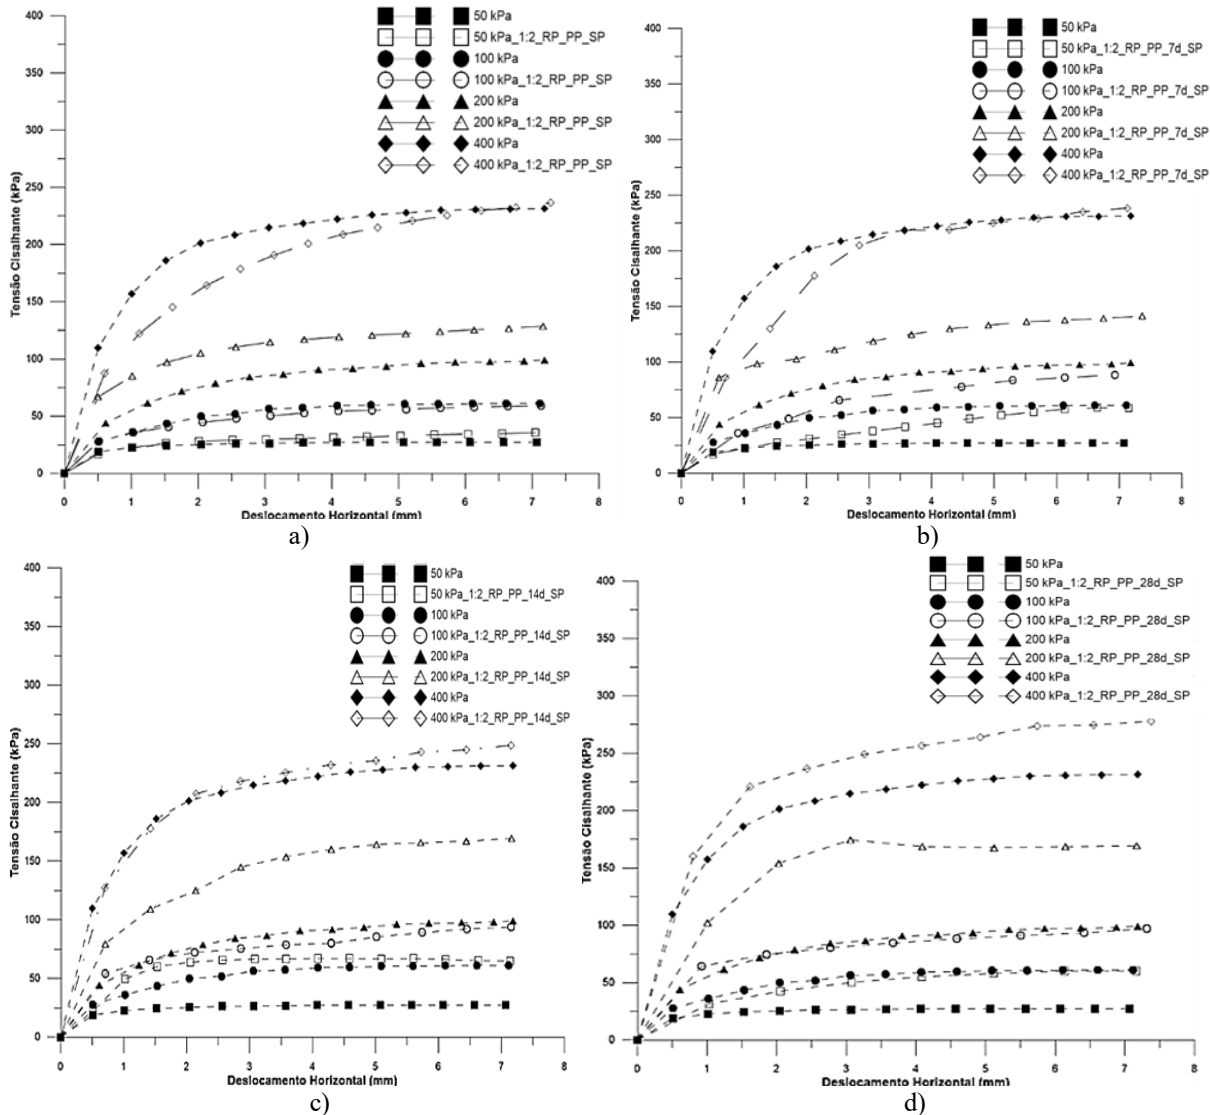 400
350
300
250
200
150
100
50
0
Tensão Cisalhante (kPa)
50 kPa
50 kPa_1:2_RP_PP_SP
100 kPa
100 kPa_1:2_RP_PP_SP
200 kPa
200 kPa_1:2_RP_PP_SP
400 kPa
400 kPa_1:2_RP_PP_SP
0 1 2 3 4 5 6 7 8
Deslocamento Horizontal (mm)
a)
400
350
300
250
200
150
100
50
0
Tensão Cisalhante (kPa)
50 kPa
50 kPa_1:2_RP_PP_7d_SP
100 kPa
100 kPa_1:2_RP_PP_7d_SP
200 kPa
200 kPa_1:2_RP_PP_7d_SP
400 kPa
400 kPa_1:2_RP_PP_7d_SP
0 1 2 3 4 5 6 7 8
Deslocamento Horizontal (mm)
b)
400
350
300
250
200
150
100
50
0
Tensão Cisalhante (kPa)
50 kPa
50 kPa_1:2_RP_PP_14d_SP
100 kPa
100 kPa_1:2_RP_PP_14d_SP
200 kPa
200 kPa_1:2_RP_PP_14d_SP
400 kPa
400 kPa_1:2_RP_PP_14d_SP
0 1 2 3 4 5 6 7 8
Deslocamento Horizontal (mm)
c)
400
350
300
250
200
150
100
50
0
Tensão Cisalhante (kPa)
50 kPa
50 kPa_1:2_RP_PP_28d_SP
100 kPa
100 kPa_1:2_RP_PP_28d_SP
200 kPa
200 kPa_1:2_RP_PP_28d_SP
400 kPa
400 kPa_1:2_RP_PP_28d_SP
0 1 2 3 4 5 6 7 8
Deslocamento Horizontal (mm)
d)